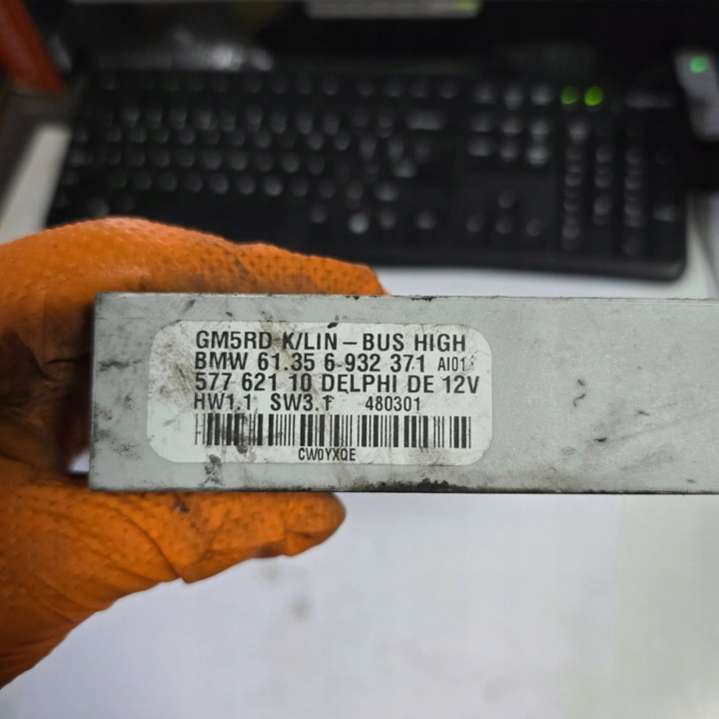 GM5RD K/LIN – BUS HIGH
BMW 61.35 6-932 371 AI01
577 621 10 DELPHI DE 12V
HW1.1 SW3.1 480301
CW0YXQE